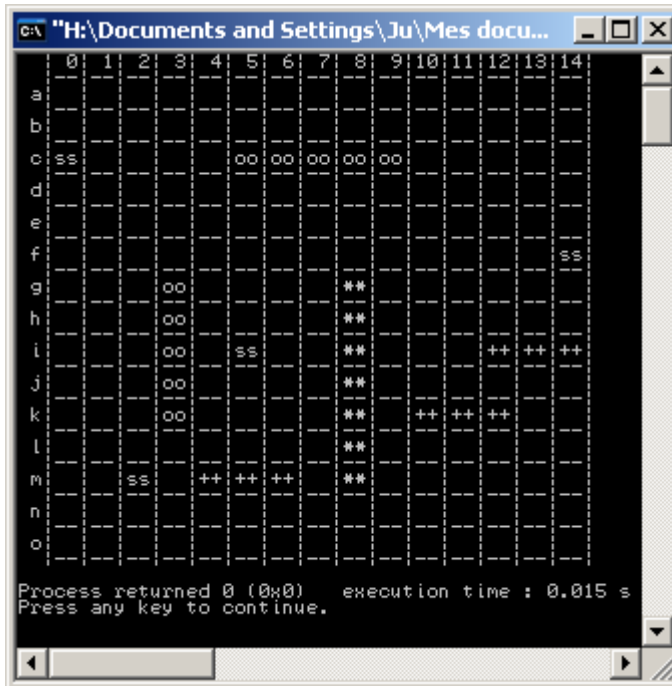 "H:\Documents and Settings\Ju\Mes docu...
0¦ 1¦ 2¦ 3¦ 4¦ 5¦ 6¦ 7¦ 8¦ 9¦10¦11¦12¦13¦14¦
¦--¦--¦--¦--¦--¦--¦--¦--¦--¦--¦--¦--¦--¦--¦--¦
a¦ ¦ ¦ ¦ ¦ ¦ ¦ ¦ ¦ ¦ ¦ ¦ ¦ ¦ ¦ ¦
¦--¦--¦--¦--¦--¦--¦--¦--¦--¦--¦--¦--¦--¦--¦--¦
b¦ ¦ ¦ ¦ ¦ ¦ ¦ ¦ ¦ ¦ ¦ ¦ ¦ ¦ ¦ ¦
¦--¦--¦--¦--¦--¦--¦--¦--¦--¦--¦--¦--¦--¦--¦--¦
c¦ss¦ ¦ ¦ ¦ ¦oo¦oo¦oo¦oo¦oo¦ ¦ ¦ ¦ ¦ ¦
¦--¦--¦--¦--¦--¦--¦--¦--¦--¦--¦--¦--¦--¦--¦--¦
d¦ ¦ ¦ ¦ ¦ ¦ ¦ ¦ ¦ ¦ ¦ ¦ ¦ ¦ ¦ ¦
¦--¦--¦--¦--¦--¦--¦--¦--¦--¦--¦--¦--¦--¦--¦--¦
e¦ ¦ ¦ ¦ ¦ ¦ ¦ ¦ ¦ ¦ ¦ ¦ ¦ ¦ ¦ ¦
¦--¦--¦--¦--¦--¦--¦--¦--¦--¦--¦--¦--¦--¦--¦--¦
f¦ ¦ ¦ ¦ ¦ ¦ ¦ ¦ ¦ ¦ ¦ ¦ ¦ ¦ ¦ss¦
¦--¦--¦--¦--¦--¦--¦--¦--¦--¦--¦--¦--¦--¦--¦--¦
g¦ ¦ ¦ ¦oo¦ ¦ ¦ ¦ ¦**¦ ¦ ¦ ¦ ¦ ¦ ¦
¦--¦--¦--¦--¦--¦--¦--¦--¦--¦--¦--¦--¦--¦--¦--¦
h¦ ¦ ¦ ¦oo¦ ¦ ¦ ¦ ¦**¦ ¦ ¦ ¦ ¦ ¦ ¦
¦--¦--¦--¦--¦--¦--¦--¦--¦--¦--¦--¦--¦--¦--¦--¦
i¦ ¦ ¦ ¦oo¦ ¦ss¦ ¦ ¦**¦ ¦ ¦ ¦++¦++¦++¦
¦--¦--¦--¦--¦--¦--¦--¦--¦--¦--¦--¦--¦--¦--¦--¦
j¦ ¦ ¦ ¦oo¦ ¦ ¦ ¦ ¦**¦ ¦ ¦ ¦ ¦ ¦ ¦
¦--¦--¦--¦--¦--¦--¦--¦--¦--¦--¦--¦--¦--¦--¦--¦
k¦ ¦ ¦ ¦oo¦ ¦ ¦ ¦ ¦**¦ ¦++¦++¦++¦ ¦ ¦
¦--¦--¦--¦--¦--¦--¦--¦--¦--¦--¦--¦--¦--¦--¦--¦
l¦ ¦ ¦ ¦ ¦ ¦ ¦ ¦ ¦**¦ ¦ ¦ ¦ ¦ ¦ ¦
¦--¦--¦--¦--¦--¦--¦--¦--¦--¦--¦--¦--¦--¦--¦--¦
m¦ ¦ ¦ss¦ ¦++¦++¦++¦ ¦**¦ ¦ ¦ ¦ ¦ ¦ ¦
¦--¦--¦--¦--¦--¦--¦--¦--¦--¦--¦--¦--¦--¦--¦--¦
n¦ ¦ ¦ ¦ ¦ ¦ ¦ ¦ ¦ ¦ ¦ ¦ ¦ ¦ ¦ ¦
¦--¦--¦--¦--¦--¦--¦--¦--¦--¦--¦--¦--¦--¦--¦--¦
o¦ ¦ ¦ ¦ ¦ ¦ ¦ ¦ ¦ ¦ ¦ ¦ ¦ ¦ ¦ ¦
¦--¦--¦--¦--¦--¦--¦--¦--¦--¦--¦--¦--¦--¦--¦--¦
Process returned 0 (0x0)   execution time : 0.015 s
Press any key to continue.